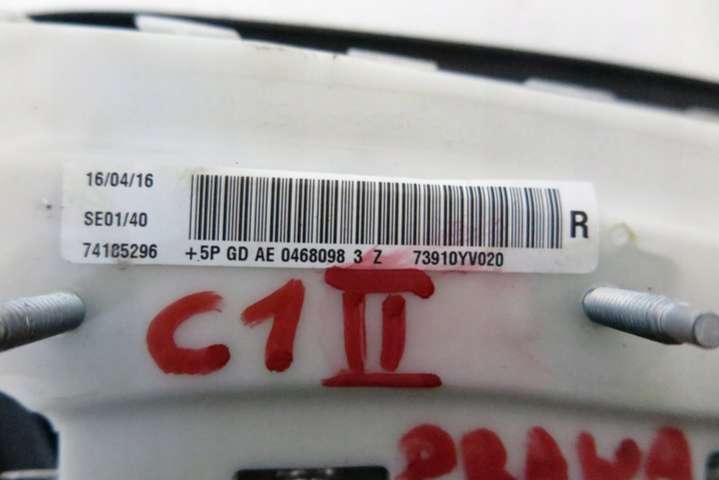 16/04/16
SE01/40
R
74185296 +5P GD AE 0468098 3 Z 73910YV020
C1 II
PRAWA